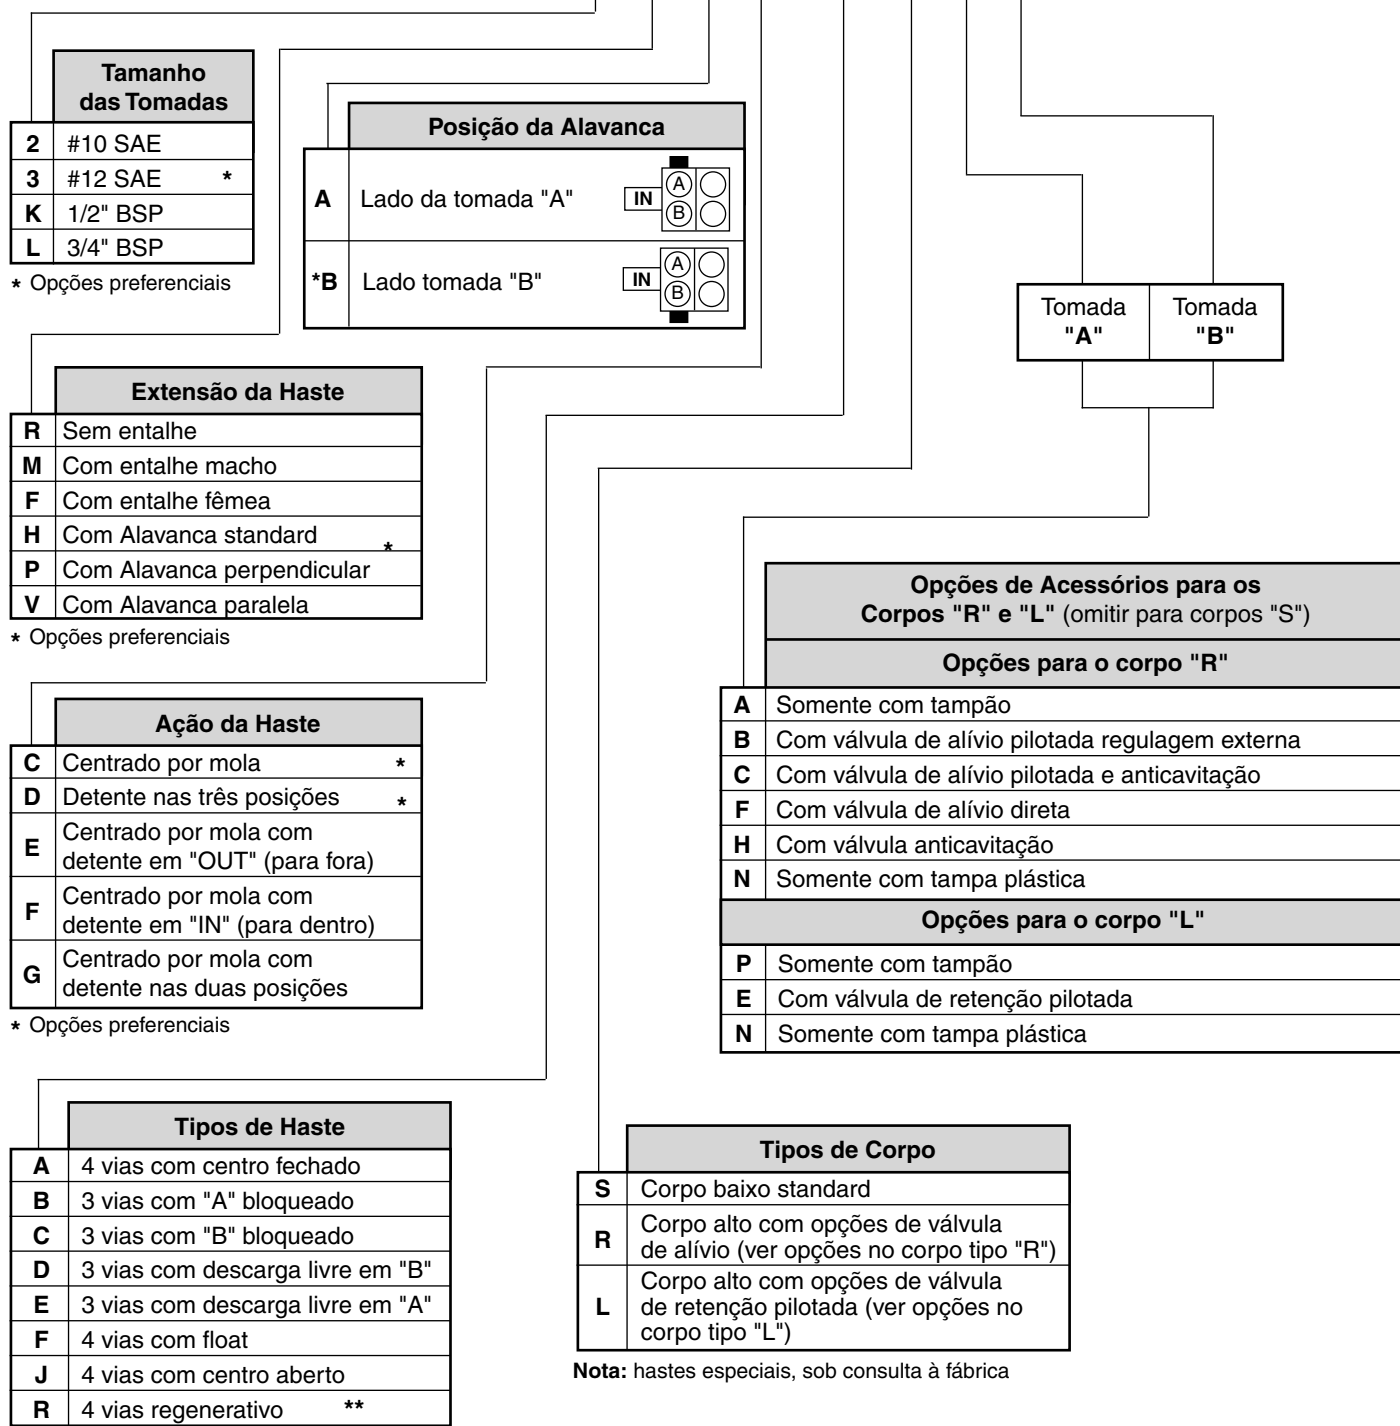 Tamanho
das Tomadas
2 #10 SAE
3 #12 SAE *
K 1/2" BSP
L 3/4" BSP
* Opções preferenciais
Posição da Alavanca
A Lado da tomada "A" IN A B
*B Lado tomada "B" IN A B
Tomada "A"
Tomada "B"
Extensão da Haste
R Sem entalhe
M Com entalhe macho
F Com entalhe fêmea
H Com Alavanca standard *
P Com Alavanca perpendicular
V Com Alavanca paralela
* Opções preferenciais
Ação da Haste
C Centrado por mola *
D Detente nas três posições *
E Centrado por mola com
detente em "OUT" (para fora)
F Centrado por mola com
detente em "IN" (para dentro)
G Centrado por mola com
detente nas duas posições
* Opções preferenciais
Opções de Acessórios para os
Corpos "R" e "L" (omitir para corpos "S")
Opções para o corpo "R"
A Somente com tampão
B Com válvula de alívio pilotada regulagem externa
C Com válvula de alívio pilotada e anticavitação
F Com válvula de alívio direta
H Com válvula anticavitação
N Somente com tampa plástica
Opções para o corpo "L"
P Somente com tampão
E Com válvula de retenção pilotada
N Somente com tampa plástica
Tipos de Haste
A 4 vias com centro fechado
B 3 vias com "A" bloqueado
C 3 vias com "B" bloqueado
D 3 vias com descarga livre em "B"
E 3 vias com descarga livre em "A"
F 4 vias com float
J 4 vias com centro aberto
R 4 vias regenerativo **
Tipos de Corpo
S Corpo baixo standard
R Corpo alto com opções de válvula
de alívio (ver opções no corpo tipo "R")
L Corpo alto com opções de válvula
de retenção pilotada (ver opções no
corpo tipo "L")
Nota: hastes especiais, sob consulta à fábrica